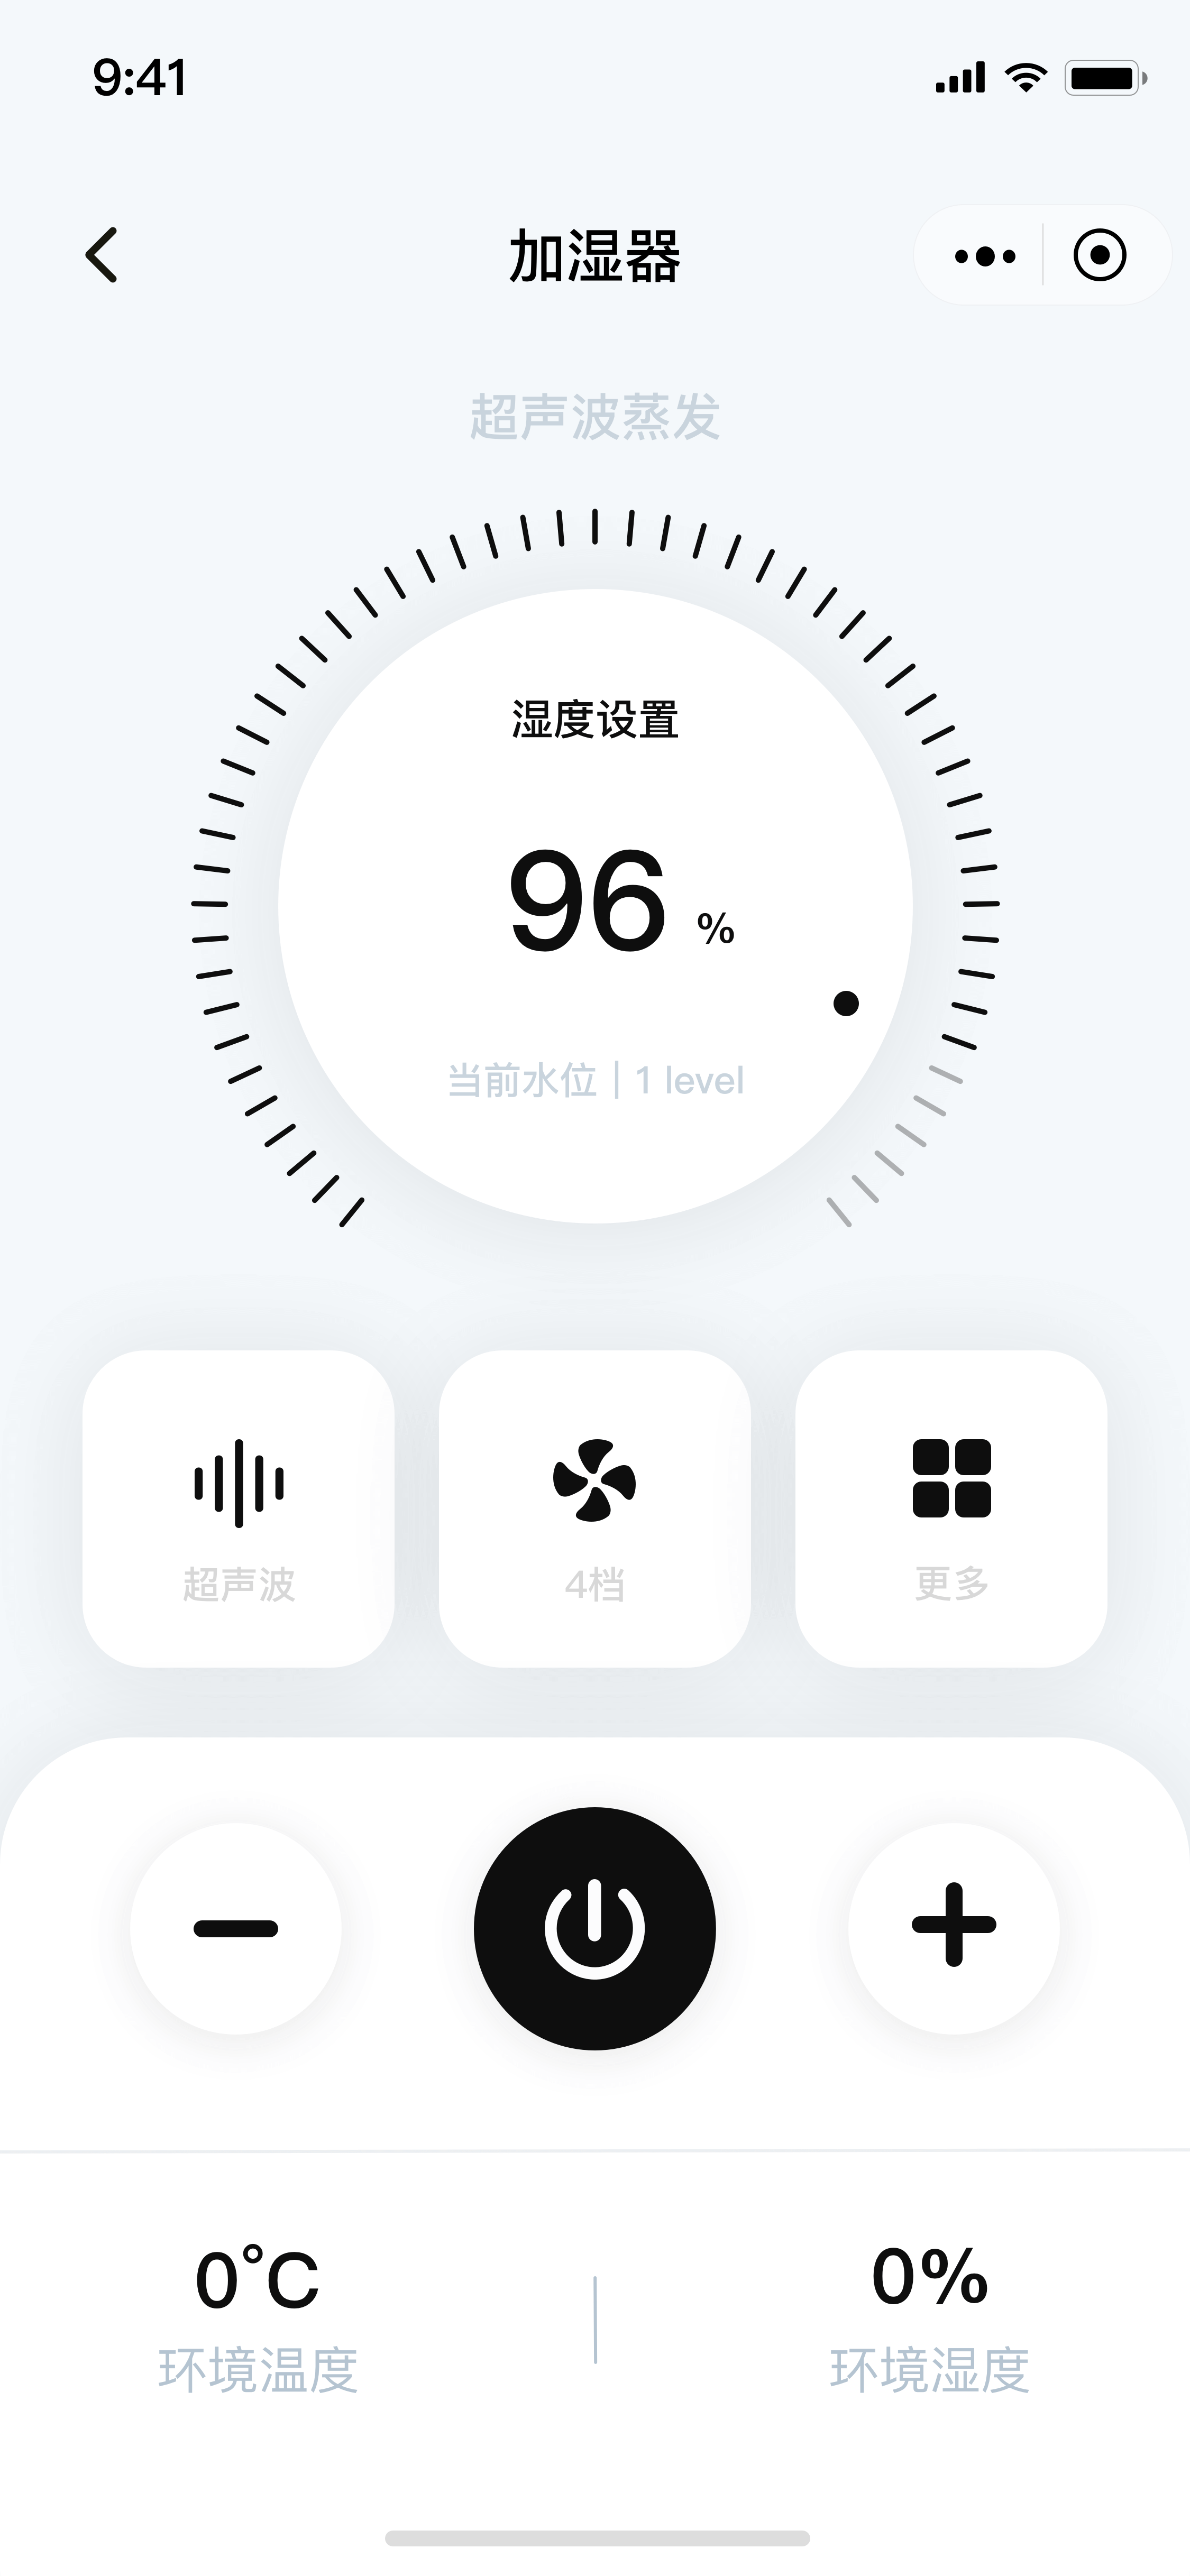 9:41
加湿器
超声波蒸发
湿度设置
96 %
当前水位 | 1 level
超声波
4档
更多
0°C
0%
环境温度
环境湿度